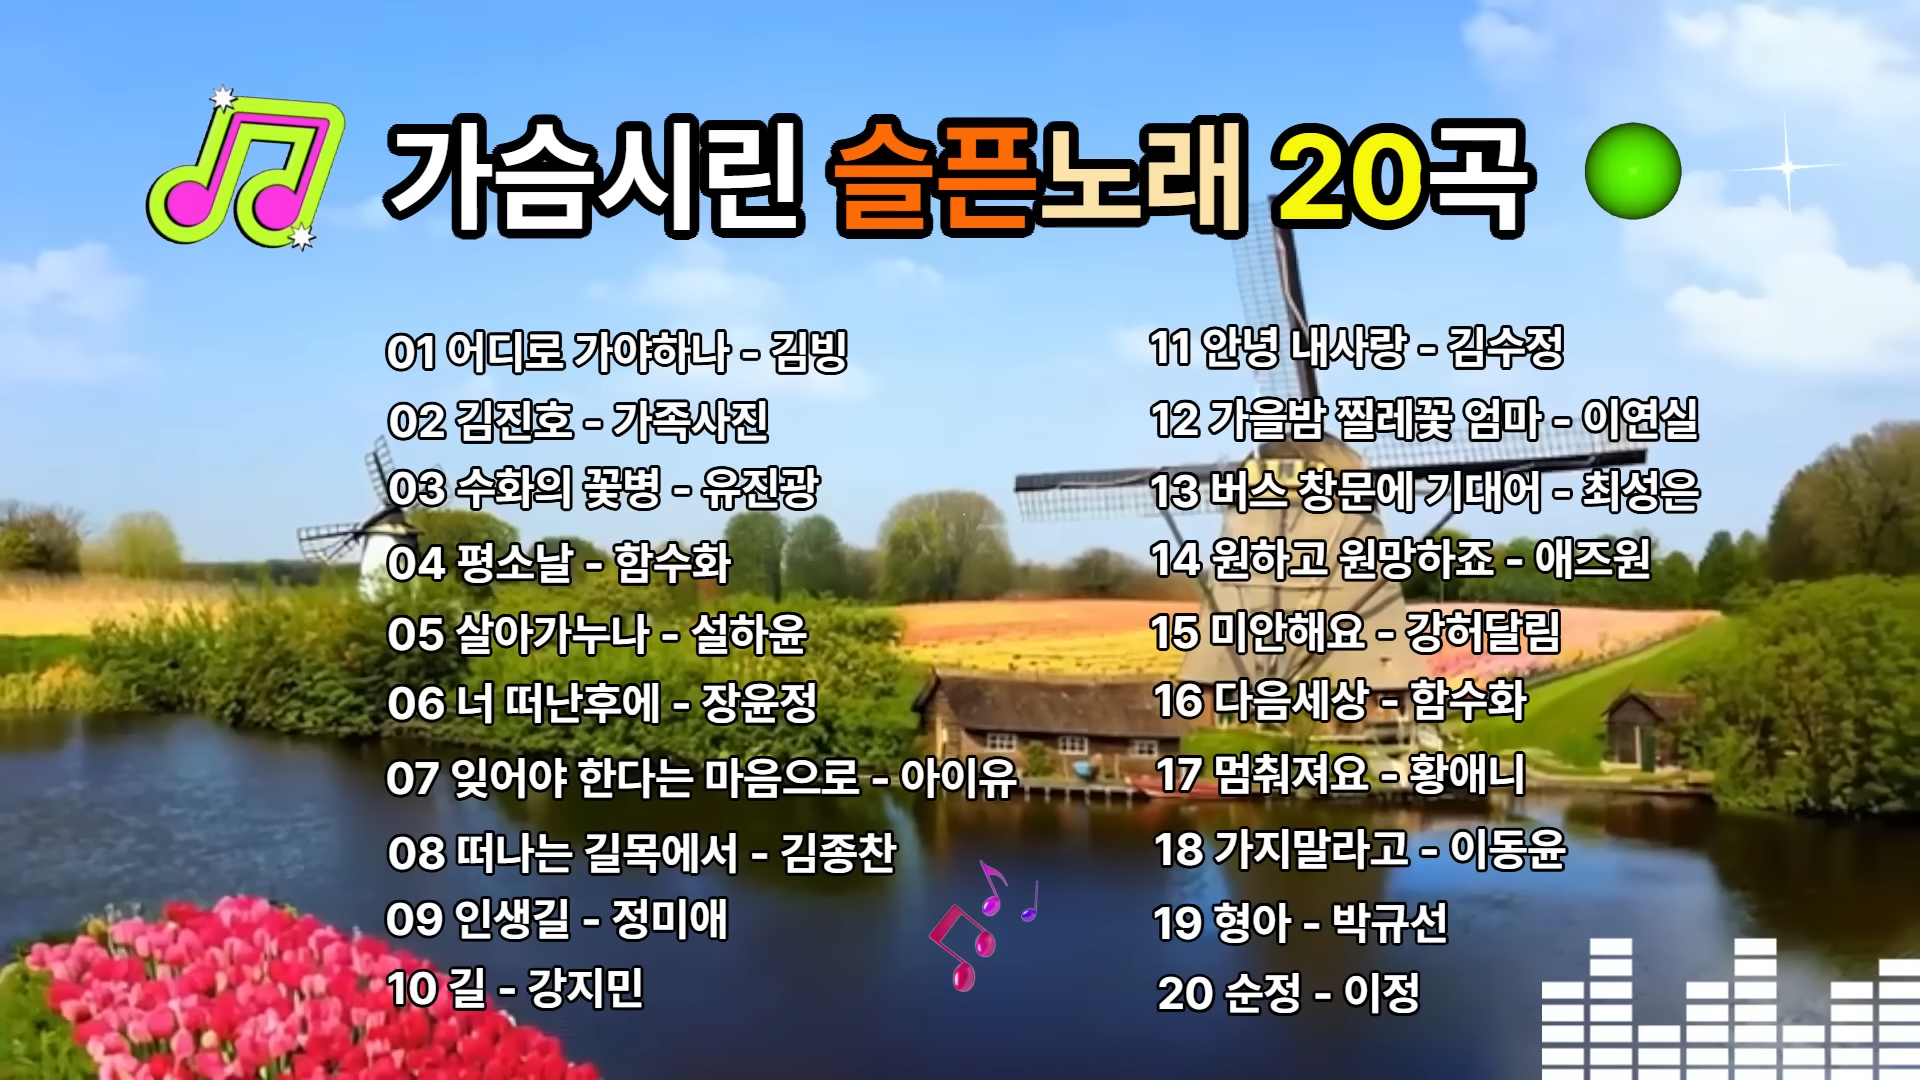 가슴시린 슬픈노래 20곡
01 어디로 가야하나 - 김빙
02 김진호 - 가족사진
03 수화의 꽃병 - 유진광
04 평소날 - 함수화
05 살아가누나 - 설하윤
06 너 떠난후에 - 장윤정
07 잊어야 한다는 마음으로 - 아이유
08 떠나는 길목에서 - 김종찬
09 인생길 - 정미애
10 길 - 강지민
11 안녕 내사랑 - 김수정
12 가을밤 찔레꽃 엄마 - 이연실
13 버스 창문에 기대어 - 최성은
14 원하고 원망하죠 - 애즈원
15 미안해요 - 강허달림
16 다음세상 - 함수화
17 멈춰져요 - 황애니
18 가지말라고 - 이동윤
19 형아 - 박규선
20 순정 - 이정